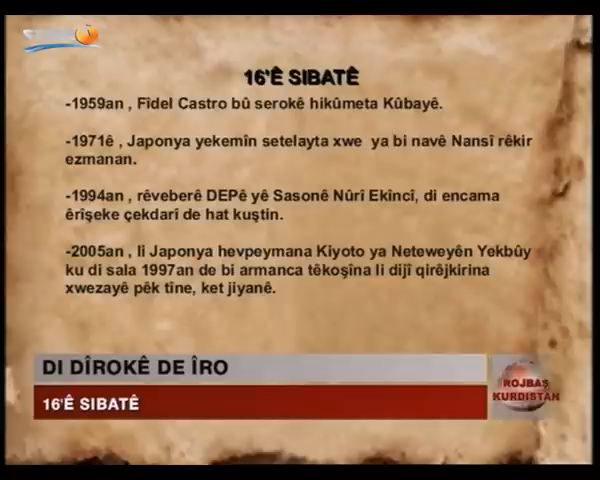 16'Ê SIBATÊ
-1959an , Fîdel Castro bû serokê hikûmeta Kûbayê.
-1971ê , Japonya yekemîn setelayta xwe ya bi navê Nansî rêkir
ezmanan.
-1994an , rêveberê DEPê yê Sasonê Nûrî Ekîncî, di encama
êrîşeke çekdarî de hat kuştin.
-2005an , li Japonya hevpeymana Kiyoto ya Neteweyên Yekbûy
ku di sala 1997an de bi armanca têkoşîna li dijî qirêjkirina
xwezayê pêk tîne, ket jiyanê.
DI DÎROKÊ DE ÎRO
16'Ê SIBATÊ
ROJBAŞ
KURDISTAN